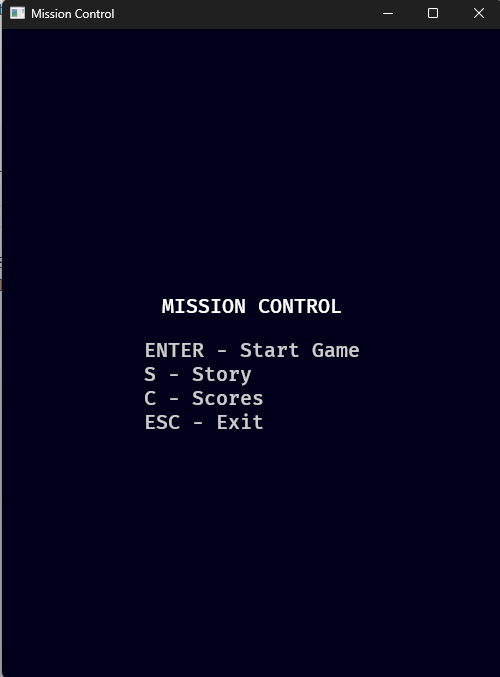 Mission Control
MISSION CONTROL
ENTER - Start Game
S - Story
C - Scores
ESC - Exit